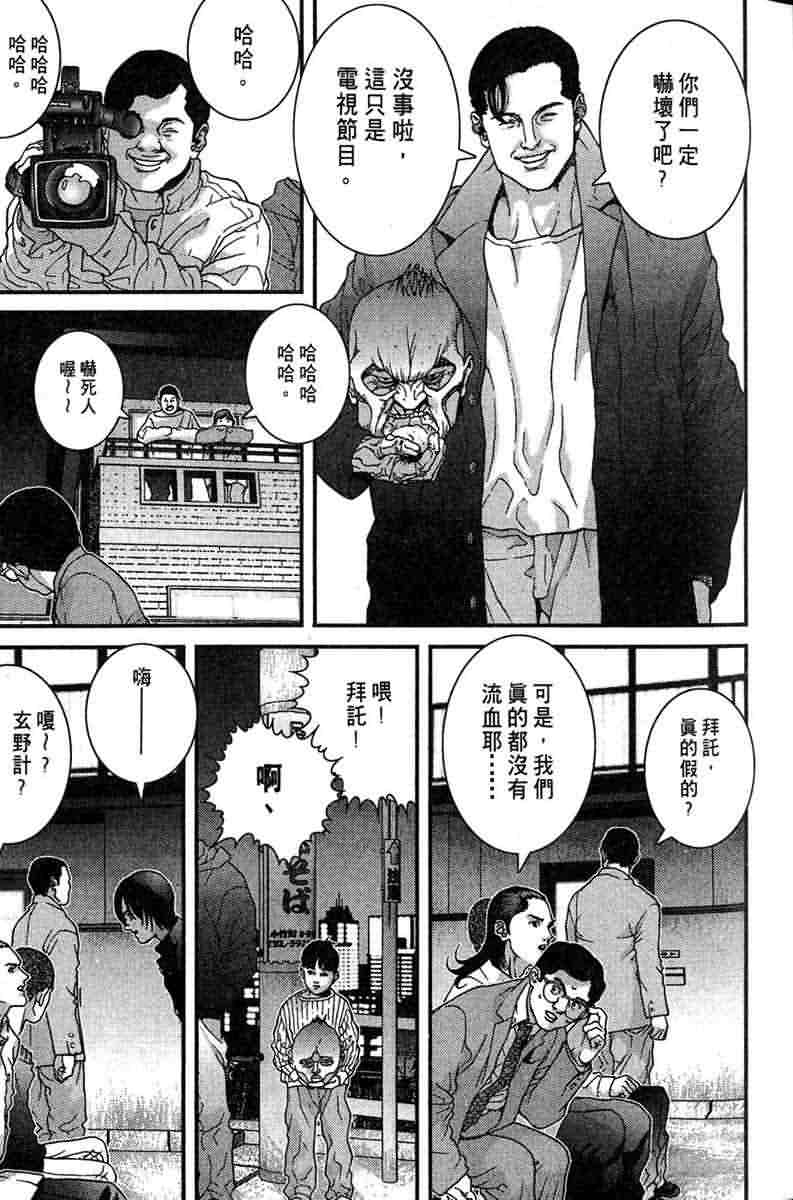 你們一定
嚇壞了吧?
沒事啦,
這只是
電視節目。
哈哈。
哈哈哈
哈哈。
哈哈哈
哈哈。
嚇死人
喔~~
拜託,
眞的假的?
可是,我們
眞的都沒有
流血耶……
喂!
拜託!
啊、
そば
嗨——
嗄~?
玄野計?